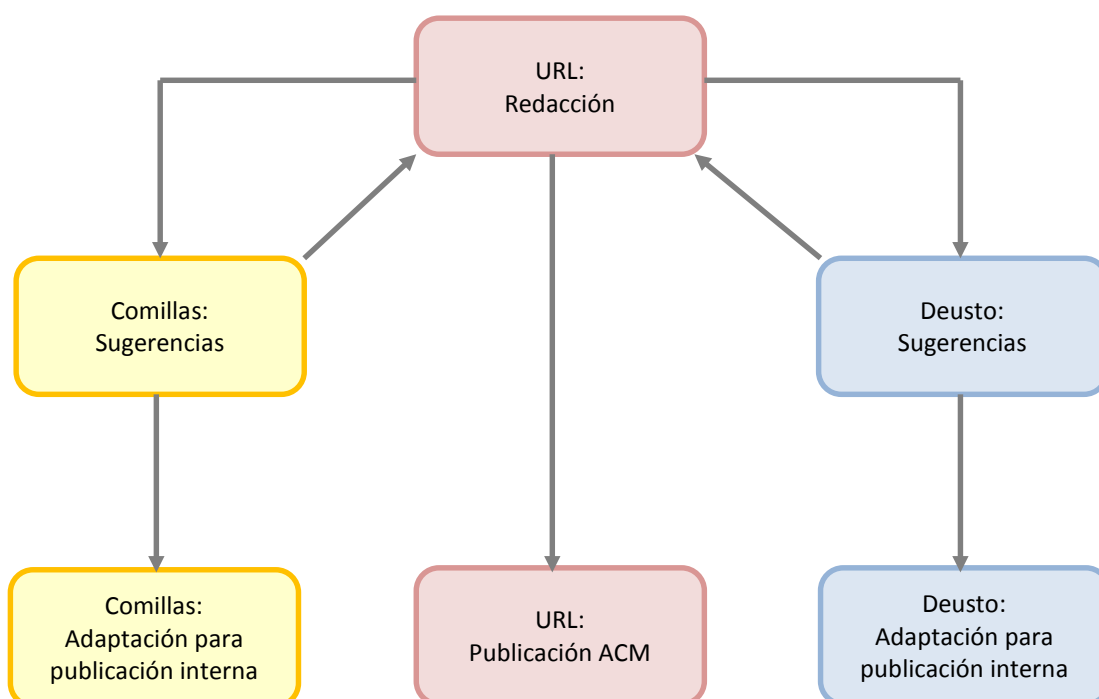 URL:
Redacción
Comillas:
Sugerencias
Deusto:
Sugerencias
Comillas:
Adaptación para
publicación interna
URL:
Publicación ACM
Deusto:
Adaptación para
publicación interna